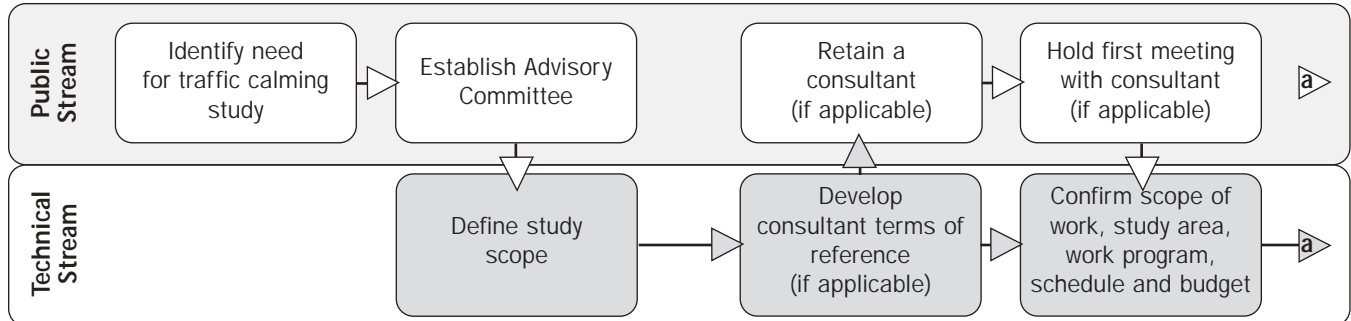 Public
Stream
Identify need
for traffic calming
study
Establish Advisory
Committee
Retain a
consultant
(if applicable)
Hold first meeting
with consultant
(if applicable)
a
Technical
Stream
Define study
scope
Develop
consultant terms of
reference
(if applicable)
Confirm scope of
work, study area,
work program,
schedule and budget
a